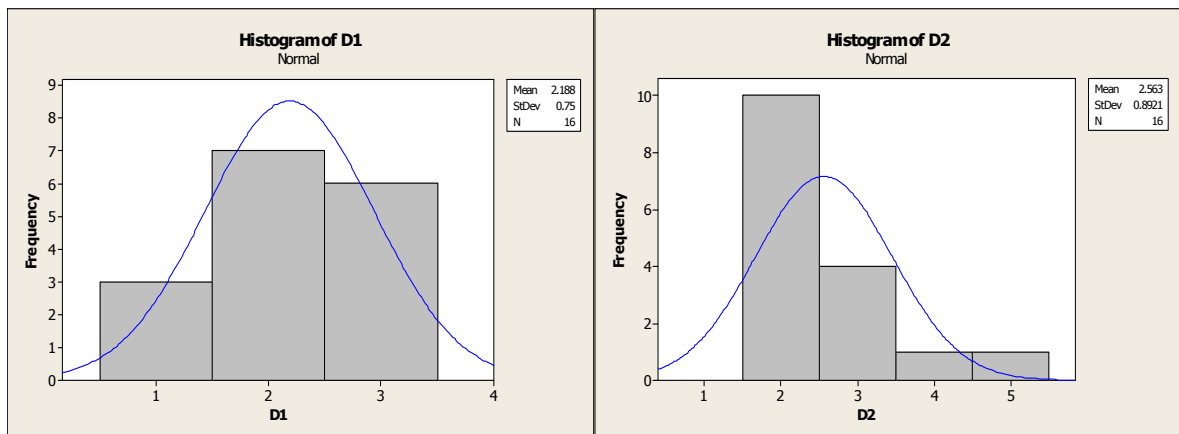 Histogram of D1
Normal
Mean 2.188
StDev 0.75
N 16
9
8
7
6
5
4
3
2
1
0
Frequency
1 2 3 4
D1
Histogram of D2
Normal
Mean 2.563
StDev 0.8921
N 16
10
8
6
4
2
0
Frequency
1 2 3 4 5
D2